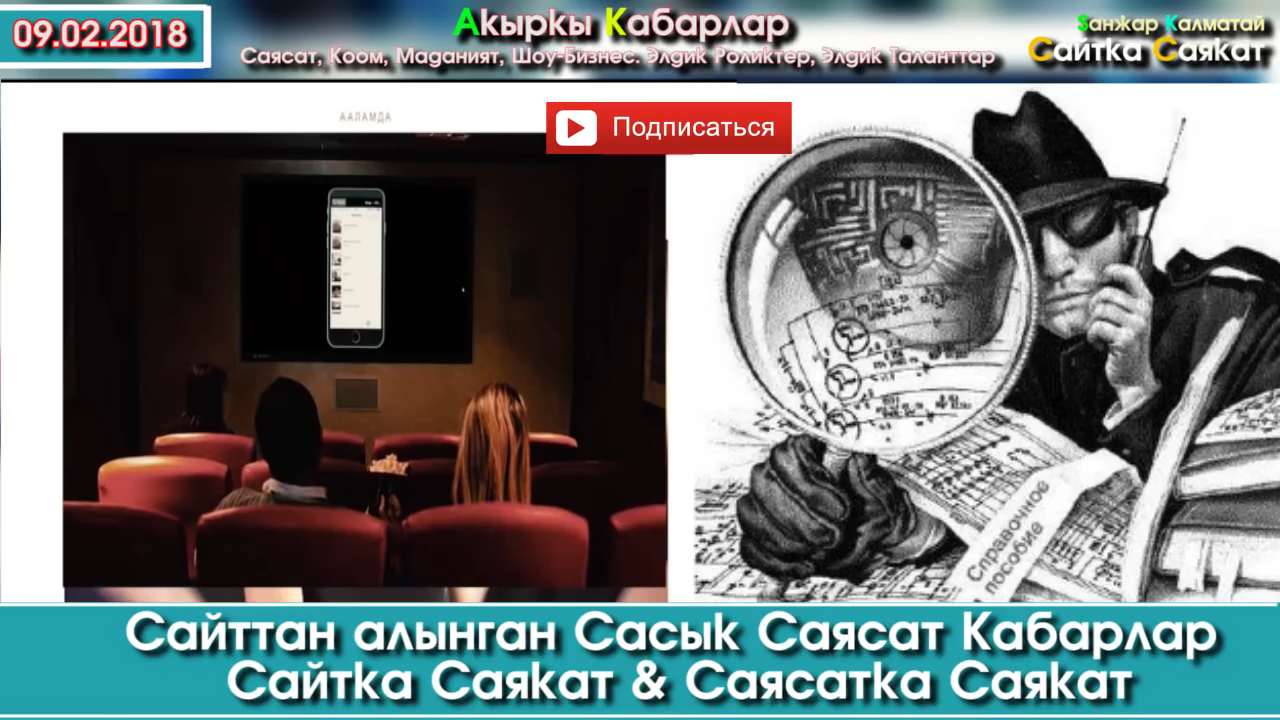 09.02.2018
Акыркы Кабарлар
Саясат, Коом, Маданият, Шоу-Бизнес. Элдик Роликтер, Элдик Таланттар
Sанжар Калматай
Сайтка Саякат
ААЛАМДА
Подписаться
Справочное
пособие
Сайттан алынган Сасык Саясат Кабарлар
Сайтка Саякат & Саясатка Саякат